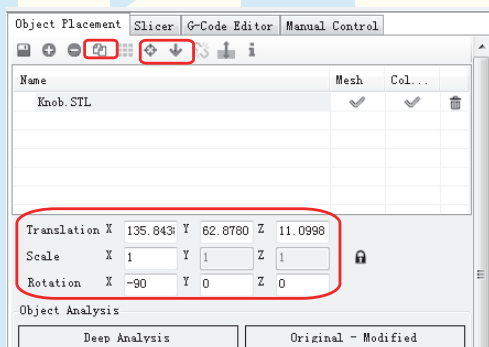 Object Placement Slicer G-Code Editor Manual Control
Name Mesh Col...
Knob.STL
Translation X 135.843 Y 62.8780 Z 11.0998
Scale X 1 Y 1 Z 1
Rotation X -90 Y 0 Z 0
Object Analysis
Deep Analysis Original - Modified